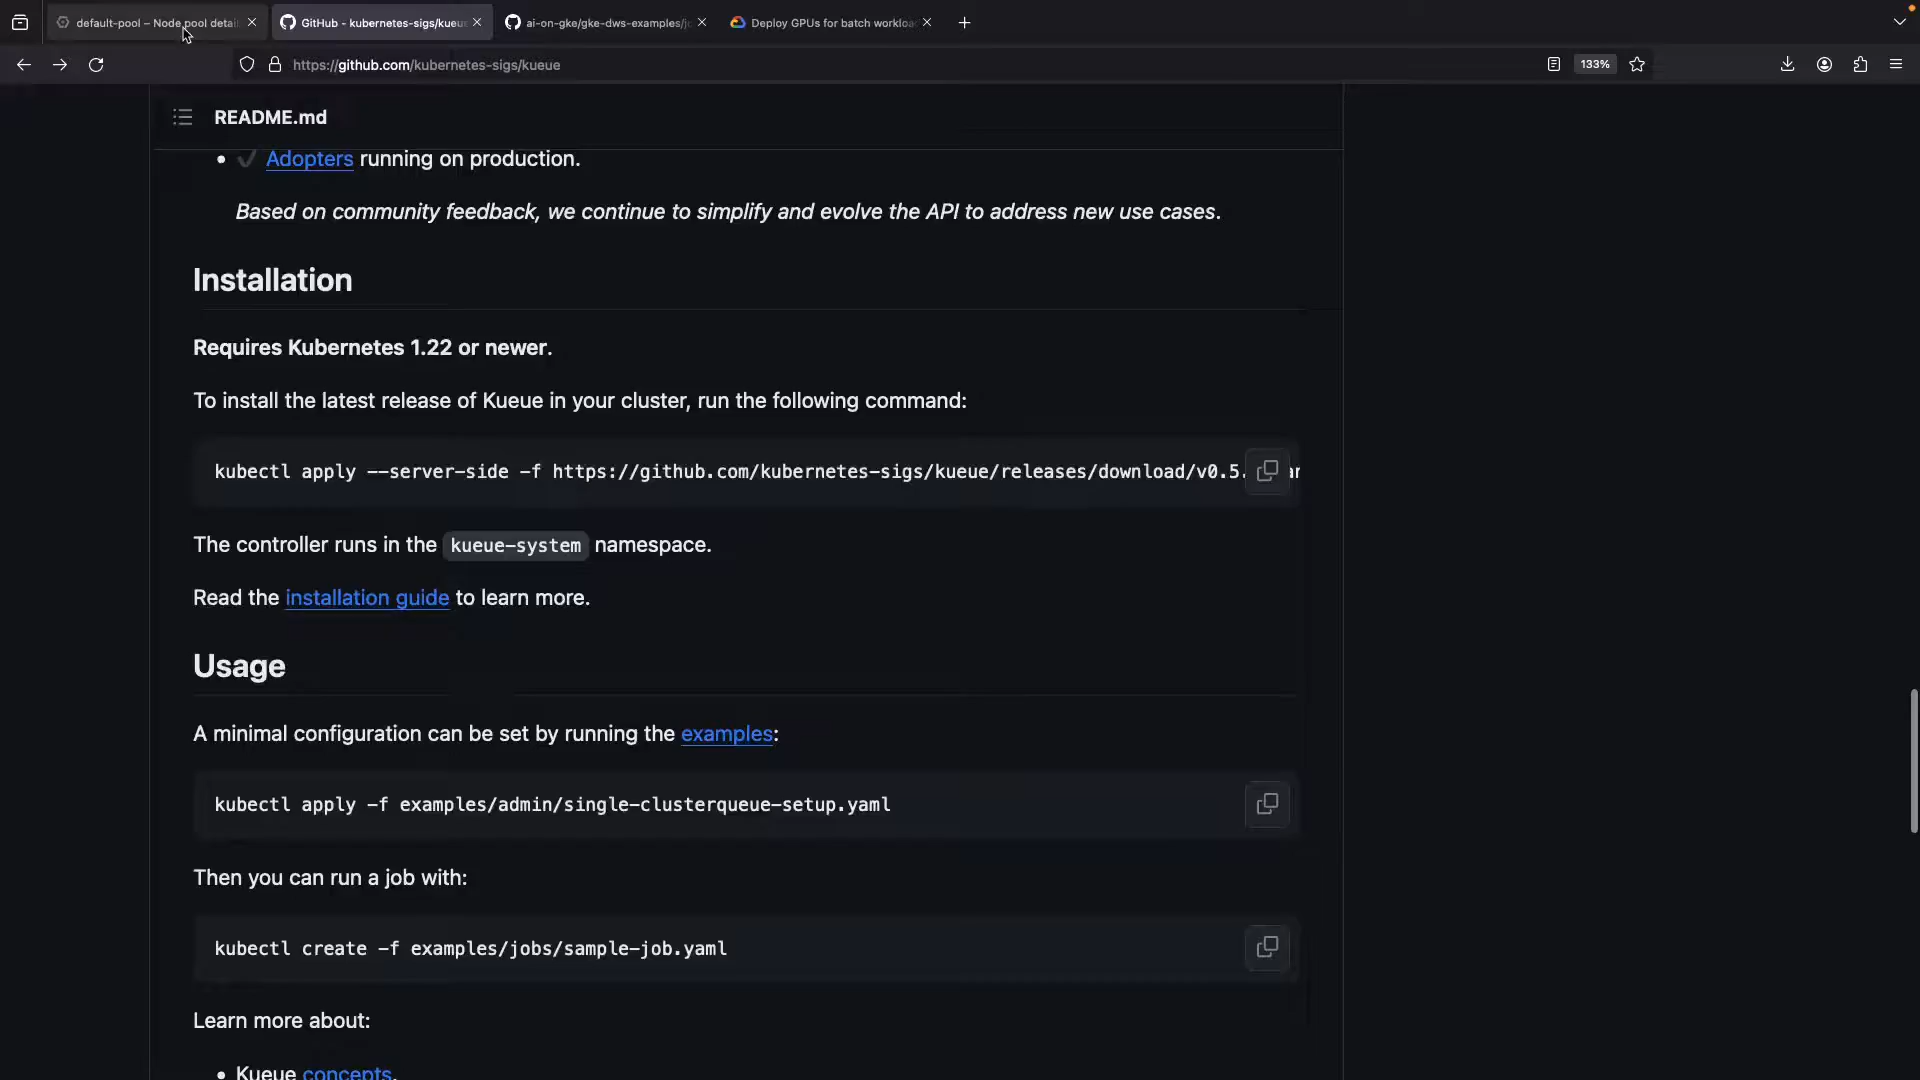 default-pool – Node pool detai
GitHub - kubernetes-sigs/kueu
ai-on-gke/gke-dws-examples/j
Deploy GPUs for batch workloa
https://github.com/kubernetes-sigs/kueue
133%
README.md
Adopters running on production.
Based on community feedback, we continue to simplify and evolve the API to address new use cases.
Installation
Requires Kubernetes 1.22 or newer.
To install the latest release of Kueue in your cluster, run the following command:
kubectl apply --server-side -f https://github.com/kubernetes-sigs/kueue/releases/download/v0.5.
The controller runs in the kueue-system namespace.
Read the installation guide to learn more.
Usage
A minimal configuration can be set by running the examples:
kubectl apply -f examples/admin/single-clusterqueue-setup.yaml
Then you can run a job with:
kubectl create -f examples/jobs/sample-job.yaml
Learn more about:
Kueue concepts.